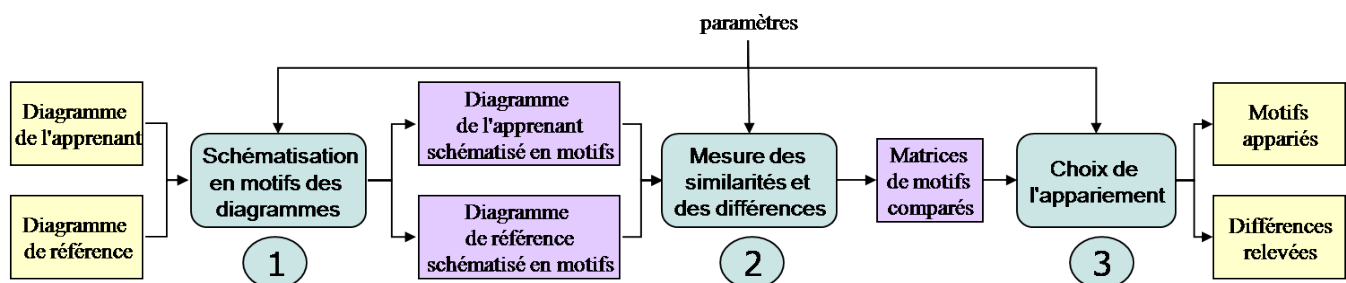 paramètres
Diagramme
de l'apprenant
Diagramme
de référence
Schématisation
en motifs des
diagrammes
1
Diagramme
de l'apprenant
schématisé en motifs
Diagramme
de référence
schématisé en motifs
Mesure des
similarités et
des différences
2
Matrices
de motifs
comparés
Choix de
l'appariement
3
Motifs
appariés
Différences
relevées